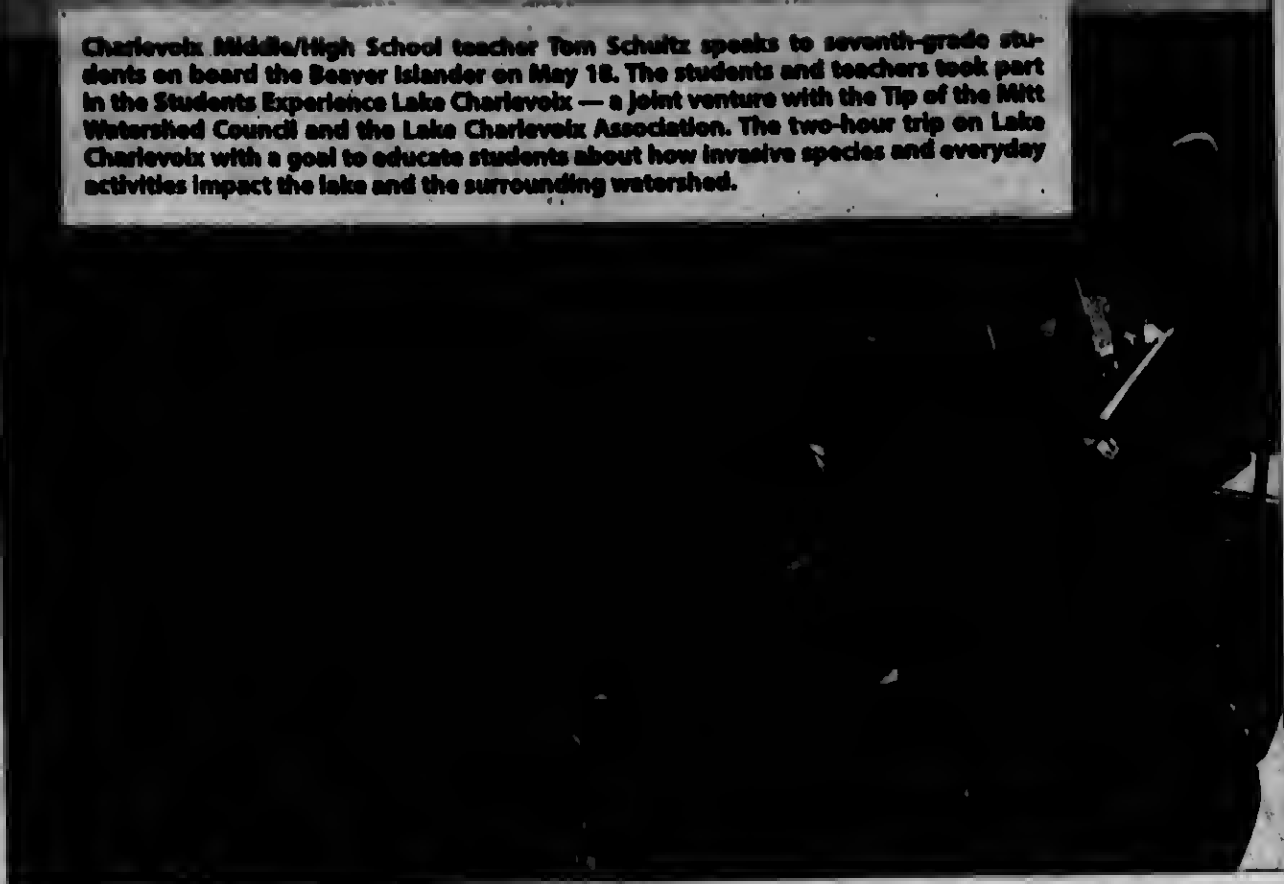 Charlevoix Middle/High School teacher Tom Schultz speaks to seventh-grade stu-
dents on board the Beaver Islander on May 18. The students and teachers took part
in the Students Experience Lake Charlevoix — a joint venture with the Tip of the Mitt
Watershed Council and the Lake Charlevoix Association. The two-hour trip on Lake
Charlevoix with a goal to educate students about how invasive species and everyday
activities impact the lake and the surrounding watershed.